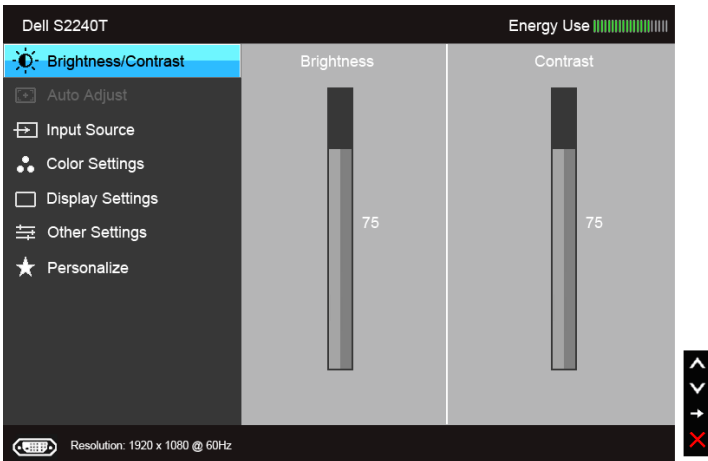 Dell S2240T
Energy Use
Brightness/Contrast
Auto Adjust
Input Source
Color Settings
Display Settings
Other Settings
Personalize
Brightness
Contrast
75
75
Resolution: 1920 x 1080 @ 60Hz